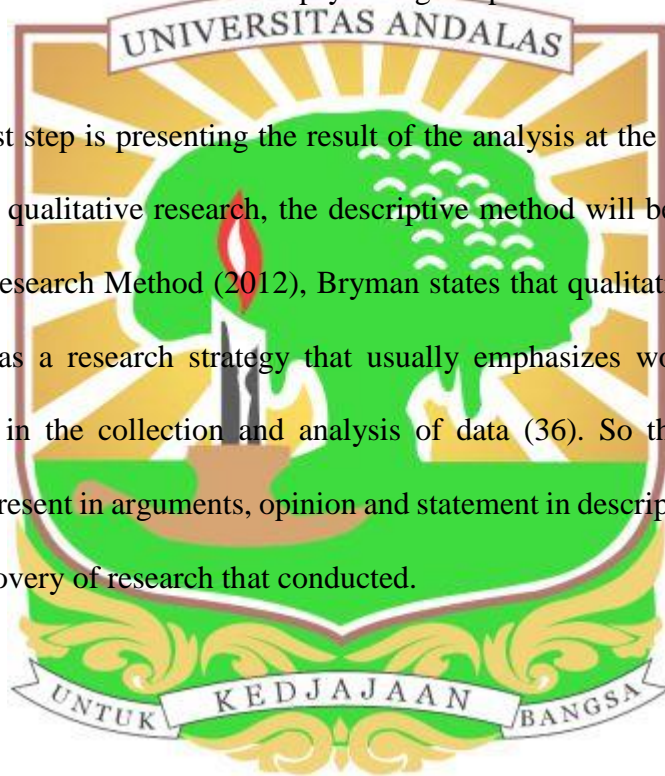 UNIVERSITAS ANDALAS
st step is presenting the result of the analysis at the
qualitative research, the descriptive method will be
esearch Method (2012), Bryman states that qualitati
as a research strategy that usually emphasizes wo
in the collection and analysis of data (36). So th
resent in arguments, opinion and statement in descrip
overy of research that conducted.
UNTUK KEDJAJAAN BANGSA